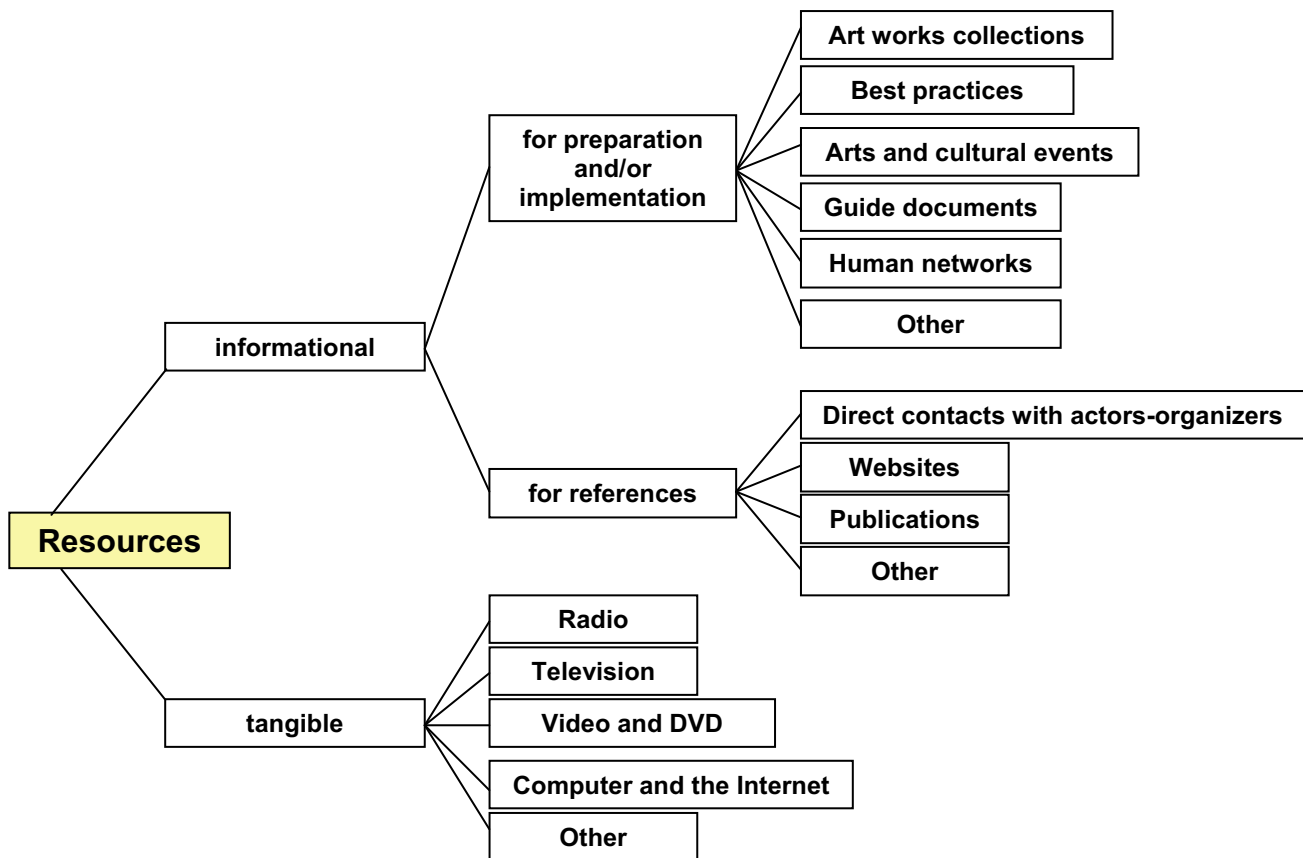 Art works collections
Best practices
for preparation
and/or
implementation
Arts and cultural events
Guide documents
Human networks
Other
informational
Direct contacts with actors-organizers
Websites
for references
Publications
Resources
Other
Radio
Television
tangible
Video and DVD
Computer and the Internet
Other